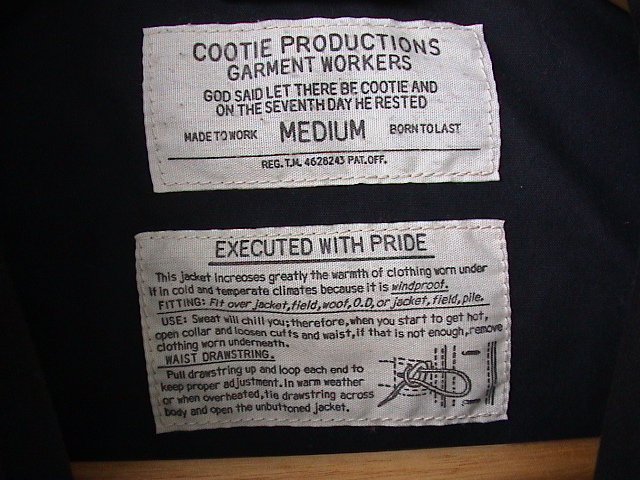 COOTIE PRODUCTIONS
GARMENT WORKERS
GOD SAID LET THERE BE COOTIE AND
ON THE SEVENTH DAY HE RESTED
MADE TO WORK MEDIUM BORN TO LAST
REG. T.M. 4628243 PAT. OFF.
EXECUTED WITH PRIDE
This jacket increoses greatly the warmth of clothing worn under
it in cold and temperate climates because it is windproof.
FITTING: Fit over jacket, field, woof, O.D, or jacket, field, pile.
USE: Sweat will chill you; therefore, when you start to get hot,
open collar and loosen cuffs and waist, if that is not enough, remove
clothing worn underneath.
WAIST DRAWSTRING.
Pull drawstring up and loop each end to
keep proper adjustment. In warm weather
or when overheated, tie drawstring across
body and open the unbuttoned jacket.